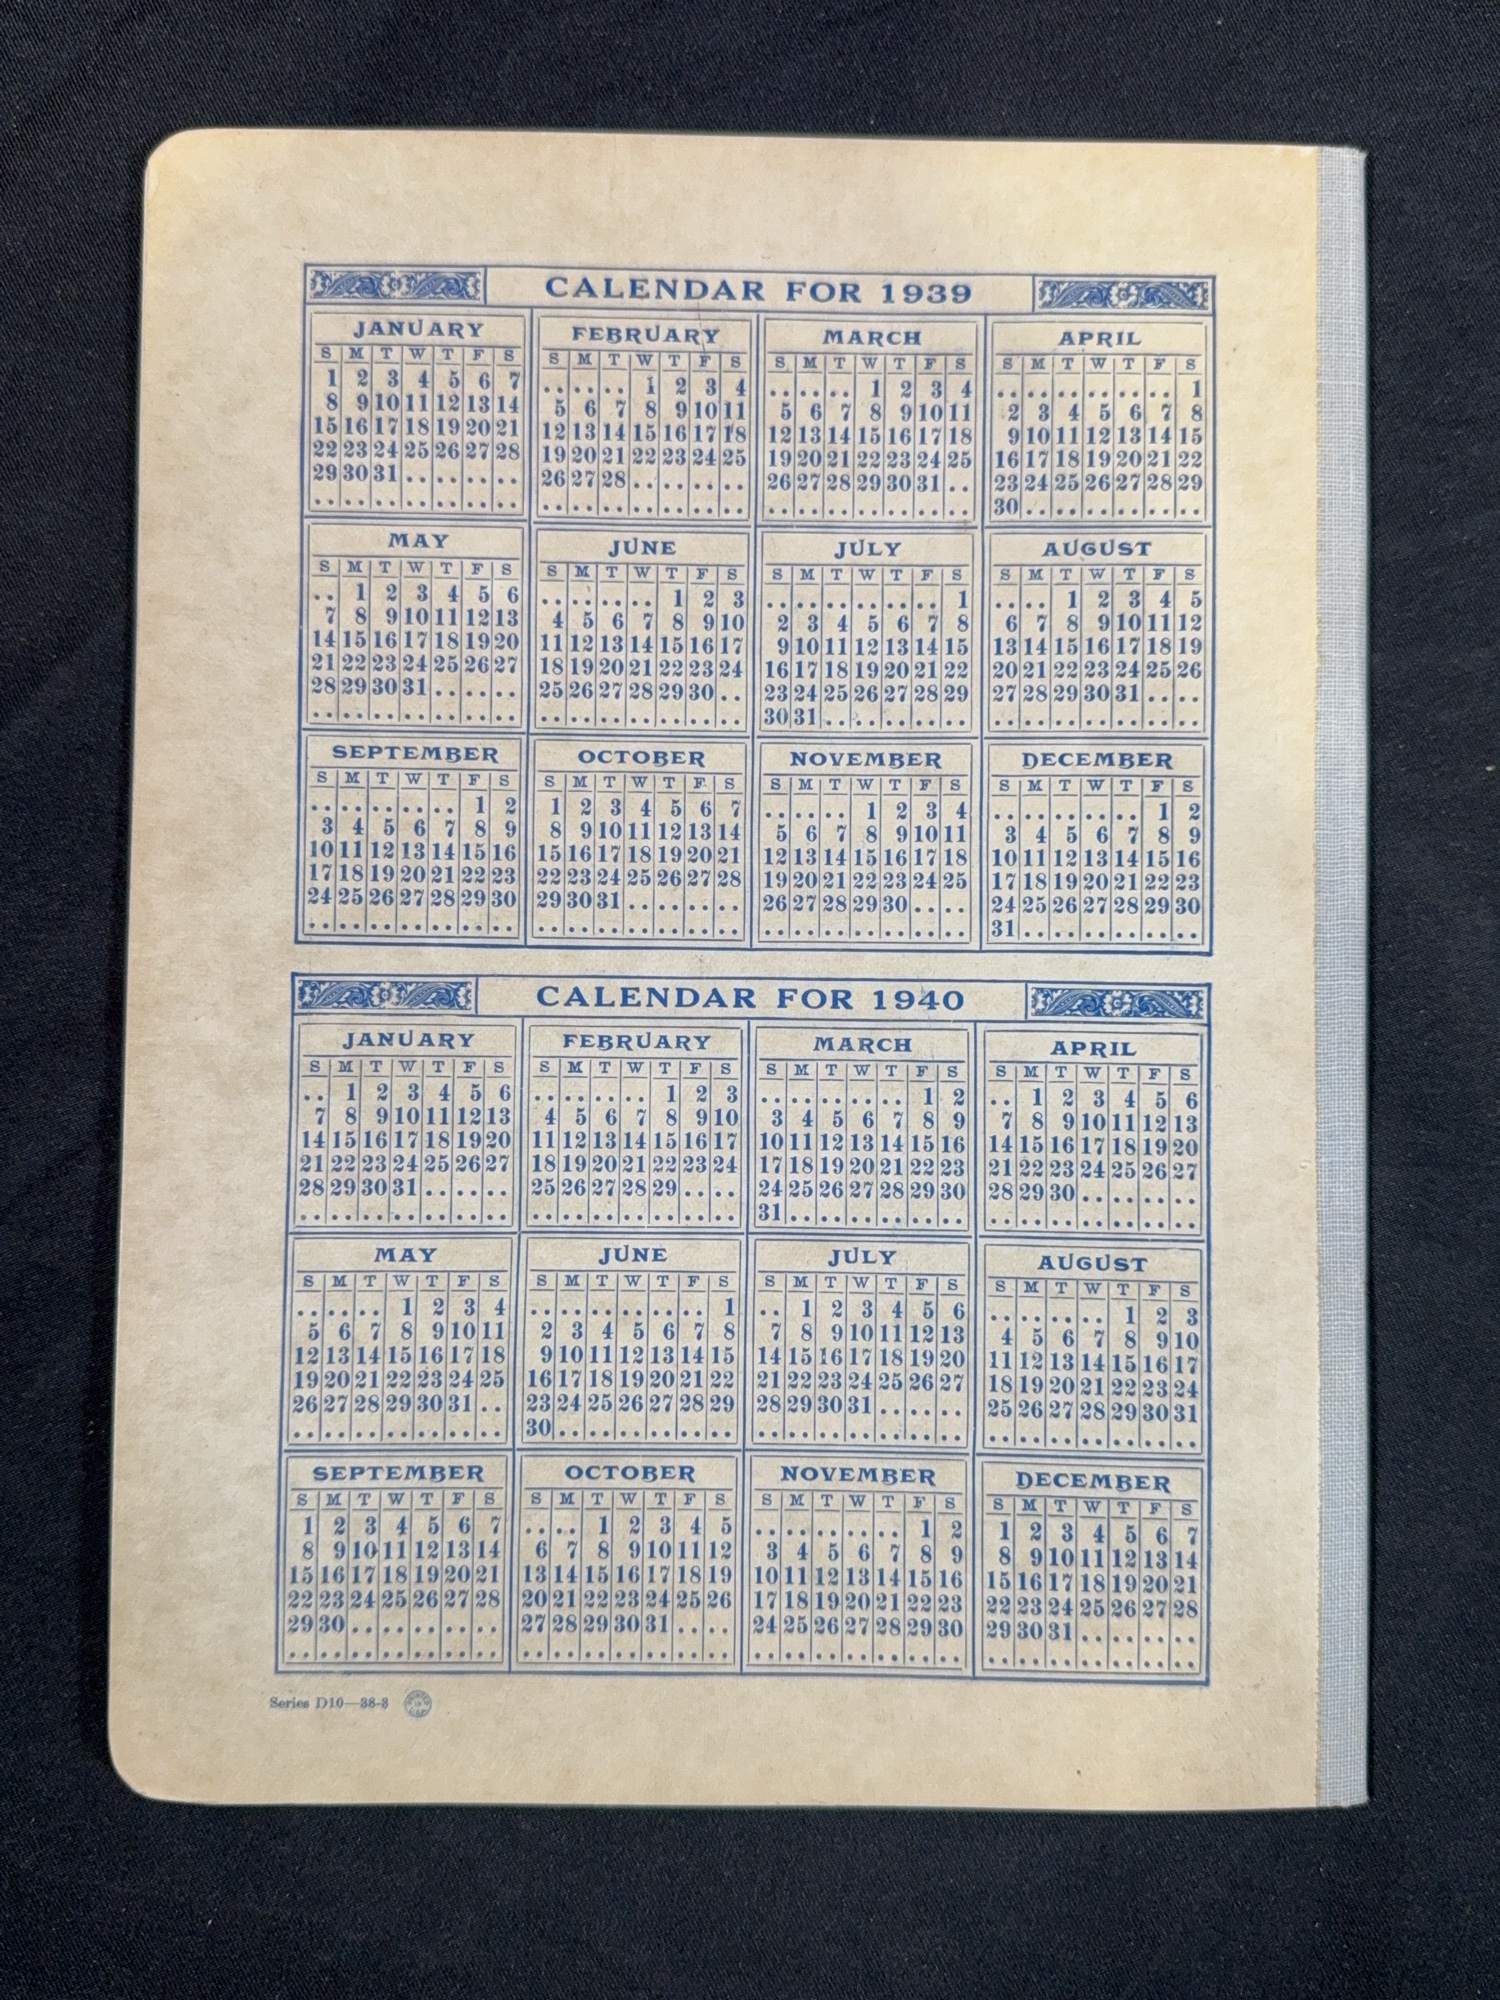 CALENDAR FOR 1939
JANUARY
S M T W T F S
1 2 3 4 5 6 7
8 9 10 11 12 13 14
15 16 17 18 19 20 21
22 23 24 25 26 27 28
29 30 31
FEBRUARY
S M T W T F S
1 2 3 4
5 6 7 8 9 10 11
12 13 14 15 16 17 18
19 20 21 22 23 24 25
26 27 28
MARCH
S M T W T F S
1 2 3 4
5 6 7 8 9 10 11
12 13 14 15 16 17 18
19 20 21 22 23 24 25
26 27 28 29 30 31
APRIL
S M T W T F S
1
2 3 4 5 6 7 8
9 10 11 12 13 14 15
16 17 18 19 20 21 22
23 24 25 26 27 28 29
30
MAY
S M T W T F S
1 2 3 4 5 6
7 8 9 10 11 12 13
14 15 16 17 18 19 20
21 22 23 24 25 26 27
28 29 30 31
JUNE
S M T W T F S
1 2 3
4 5 6 7 8 9 10
11 12 13 14 15 16 17
18 19 20 21 22 23 24
25 26 27 28 29 30
JULY
S M T W T F S
1
2 3 4 5 6 7 8
9 10 11 12 13 14 15
16 17 18 19 20 21 22
23 24 25 26 27 28 29
30 31
AUGUST
S M T W T F S
1 2 3 4 5
6 7 8 9 10 11 12
13 14 15 16 17 18 19
20 21 22 23 24 25 26
27 28 29 30 31
SEPTEMBER
S M T W T F S
1 2
3 4 5 6 7 8 9
10 11 12 13 14 15 16
17 18 19 20 21 22 23
24 25 26 27 28 29 30
OCTOBER
S M T W T F S
1 2 3 4 5 6 7
8 9 10 11 12 13 14
15 16 17 18 19 20 21
22 23 24 25 26 27 28
29 30 31
NOVEMBER
S M T W T F S
1 2 3 4
5 6 7 8 9 10 11
12 13 14 15 16 17 18
19 20 21 22 23 24 25
26 27 28 29 30
DECEMBER
S M T W T F S
1 2
3 4 5 6 7 8 9
10 11 12 13 14 15 16
17 18 19 20 21 22 23
24 25 26 27 28 29 30
31
CALENDAR FOR 1940
JANUARY
S M T W T F S
1 2 3 4 5 6
7 8 9 10 11 12 13
14 15 16 17 18 19 20
21 22 23 24 25 26 27
28 29 30 31
FEBRUARY
S M T W T F S
1 2 3
4 5 6 7 8 9 10
11 12 13 14 15 16 17
18 19 20 21 22 23 24
25 26 27 28 29
MARCH
S M T W T F S
1 2
3 4 5 6 7 8 9
10 11 12 13 14 15 16
17 18 19 20 21 22 23
24 25 26 27 28 29 30
31
APRIL
S M T W T F S
1 2 3 4 5 6
7 8 9 10 11 12 13
14 15 16 17 18 19 20
21 22 23 24 25 26 27
28 29 30
MAY
S M T W T F S
1 2 3 4
5 6 7 8 9 10 11
12 13 14 15 16 17 18
19 20 21 22 23 24 25
26 27 28 29 30 31
JUNE
S M T W T F S
1
2 3 4 5 6 7 8
9 10 11 12 13 14 15
16 17 18 19 20 21 22
23 24 25 26 27 28 29
30
JULY
S M T W T F S
1 2 3 4 5 6
7 8 9 10 11 12 13
14 15 16 17 18 19 20
21 22 23 24 25 26 27
28 29 30 31
AUGUST
S M T W T F S
1 2 3
4 5 6 7 8 9 10
11 12 13 14 15 16 17
18 19 20 21 22 23 24
25 26 27 28 29 30 31
SEPTEMBER
S M T W T F S
1 2 3 4 5 6 7
8 9 10 11 12 13 14
15 16 17 18 19 20 21
22 23 24 25 26 27 28
29 30
OCTOBER
S M T W T F S
1 2 3 4 5
6 7 8 9 10 11 12
13 14 15 16 17 18 19
20 21 22 23 24 25 26
27 28 29 30 31
NOVEMBER
S M T W T F S
1 2
3 4 5 6 7 8 9
10 11 12 13 14 15 16
17 18 19 20 21 22 23
24 25 26 27 28 29 30
DECEMBER
S M T W T F S
1 2 3 4 5 6 7
8 9 10 11 12 13 14
15 16 17 18 19 20 21
22 23 24 25 26 27 28
29 30 31
Series D10—38-3